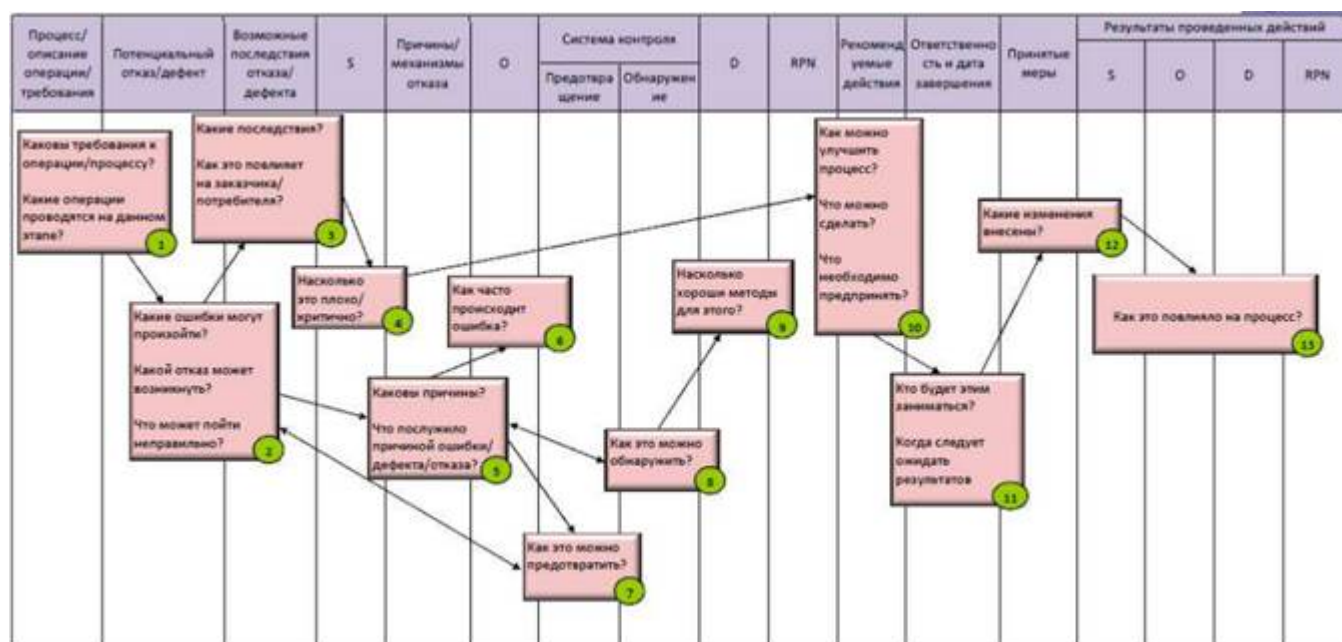 Процесс/
описание
операции/
требования
Потенциальный
отказ/дефект
Возможные
последствия
отказа/
дефекта
S
Причины/
механизмы
отказа
O
Система контроля
Предотвра
щение
Обнаружен
ие
D
RPN
Рекоменд
уемые
действия
Ответственно
сть и дата
завершения
Принятые
меры
Результаты проведенных действий
S
O
D
RPN
Каковы требования к
операции/процессу?
Какие операции
проводятся на данном
этапе?
1
Какие ошибки могут
произойти?
Какой отказ может
возникнуть?
Что может пойти
неправильно?
2
Какие последствия?
Как это повлияет
на заказчика/
потребителя?
3
Насколько
это плохо/
критично?
4
Каковы причины?
Что послужило
причиной ошибки/
дефекта/отказа?
5
Как часто
происходит
ошибка?
6
Как это можно
предотвратить?
7
Как это можно
обнаружить?
8
Насколько
хороши методы
для этого?
9
Как можно
улучшить
процесс?
Что можно
сделать?
Что
необходимо
предпринять?
10
Кто будет этим
заниматься?
Когда следует
ожидать
результатов
11
Какие изменения
внесены?
12
Как это повлияло на процесс?
13